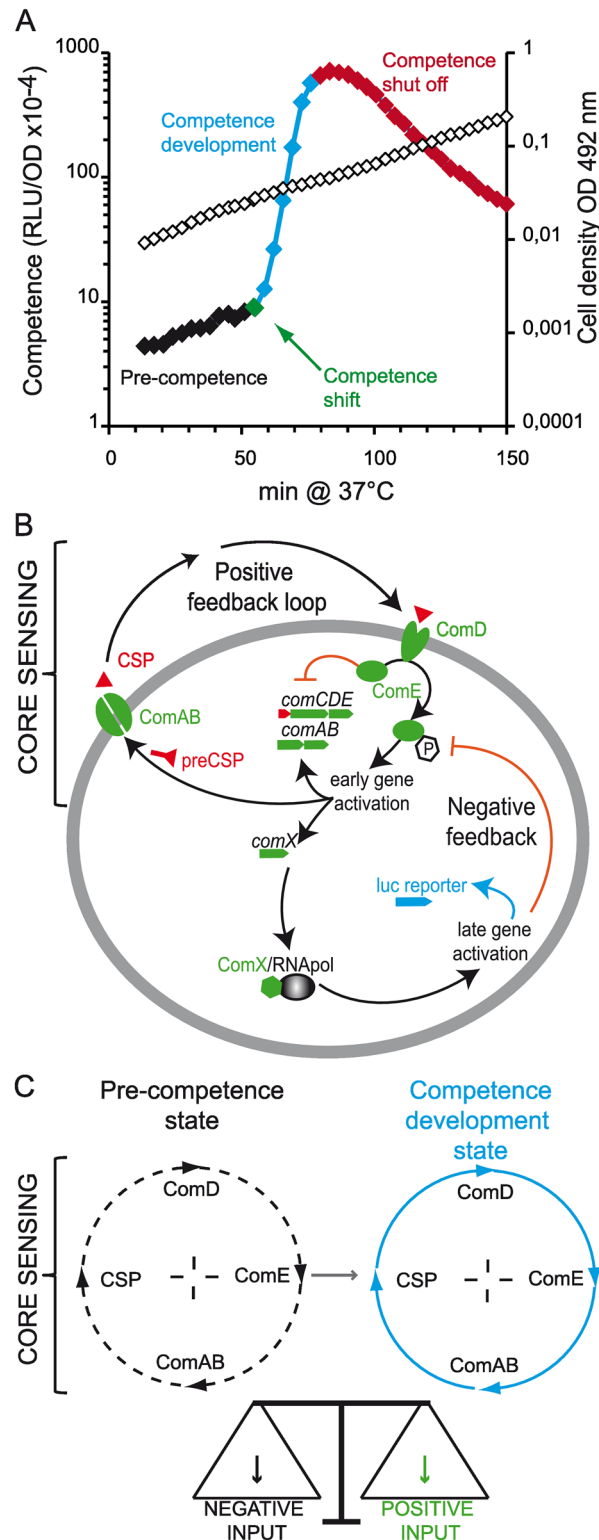 A
Competence (RLU/OD x10-4)
1000
100
10
1
Competence
shut off
Competence
development
Pre-competence
Competence
shift
1
0,1
0,01
0,001
0,0001
Cell density OD 492 nm
0 50 100 150
min @ 37°C
B
CORE SENSING
Positive
feedback loop
CSP
ComD
ComAB
comCDE
ComE
comAB
preCSP
P
early gene
activation
Negative
feedback
comX
luc reporter
late gene
activation
ComX/RNApol
C
Pre-competence
state
Competence
development
state
CORE SENSING
ComD
CSP
ComE
ComAB
ComD
CSP
ComE
ComAB
NEGATIVE
INPUT
POSITIVE
INPUT